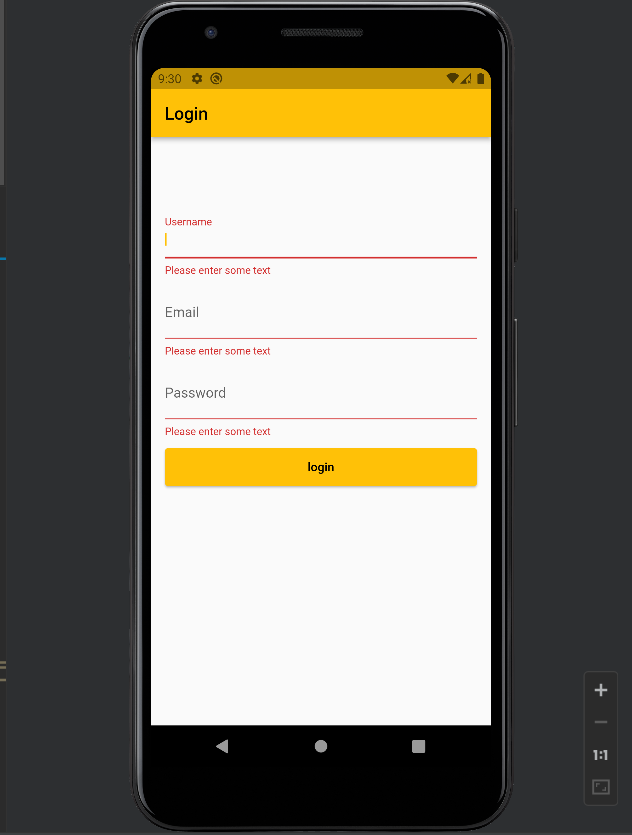 9:30
Login
Username
Please enter some text
Email
Please enter some text
Password
Please enter some text
login
1:1